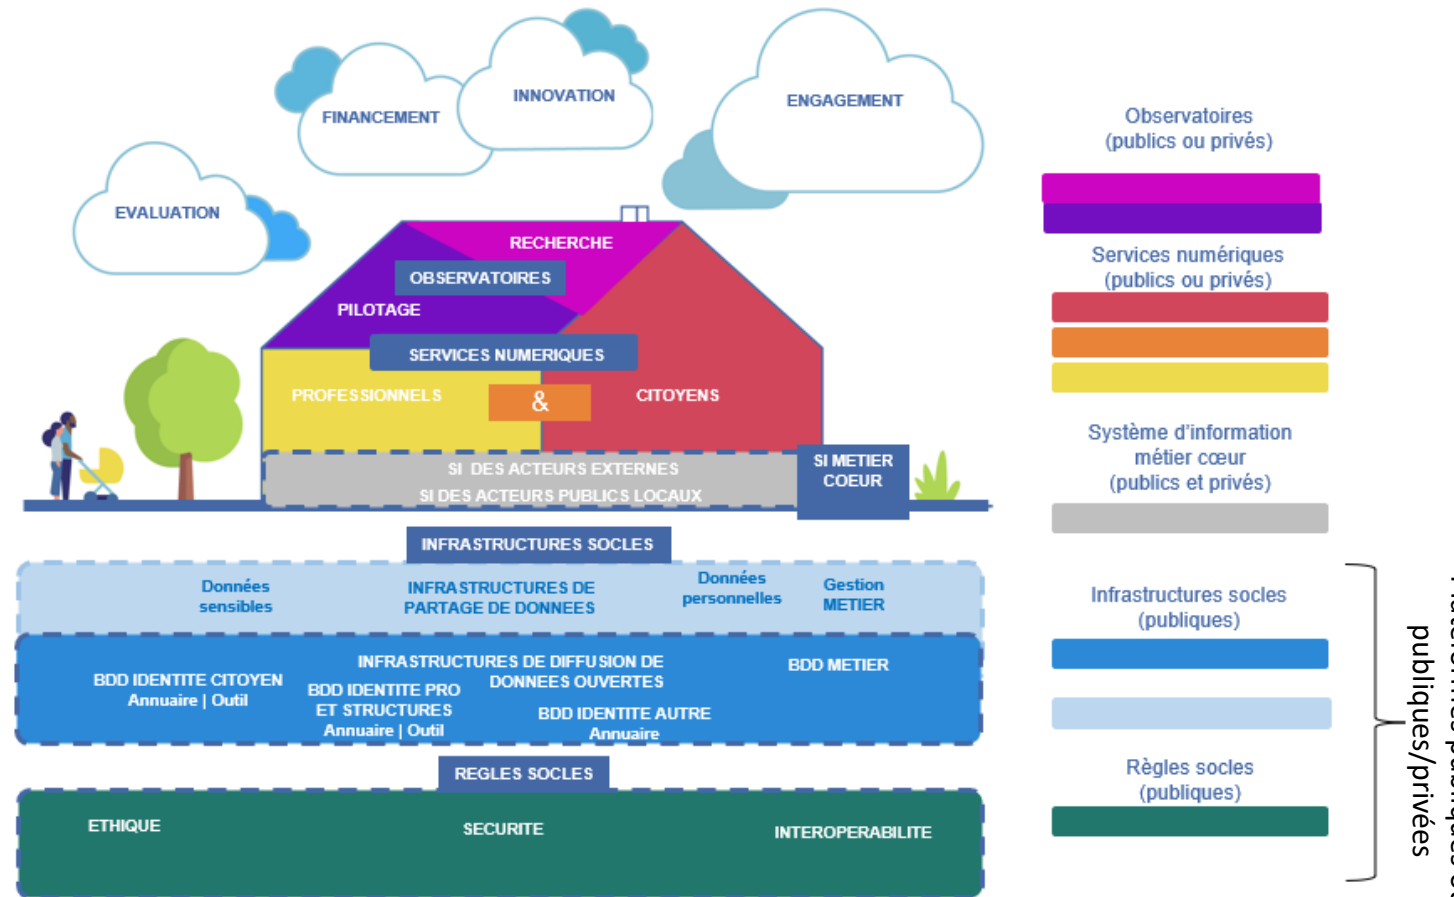 EVALUATION
FINANCEMENT
INNOVATION
ENGAGEMENT
RECHERCHE
OBSERVATOIRES
PILOTAGE
SERVICES NUMERIQUES
PROFESSIONNELS
&
CITOYENS
SI DES ACTEURS EXTERNES
SI DES ACTEURS PUBLICS LOCAUX
SI METIER
COEUR
INFRASTRUCTURES SOCLES
Données
sensibles
INFRASTRUCTURES DE
PARTAGE DE DONNEES
Données
personnelles
Gestion
METIER
INFRASTRUCTURES DE DIFFUSION DE
DONNEES OUVERTES
BDD METIER
BDD IDENTITE CITOYEN
Annuaire | Outil
BDD IDENTITE PRO
ET STRUCTURES
Annuaire | Outil
BDD IDENTITE AUTRE
Annuaire
REGLES SOCLES
ETHIQUE
SECURITE
INTEROPERABILITE
Observatoires
(publics ou privés)
Services numériques
(publics ou privés)
Système d'information
métier cœur
(publics et privés)
Infrastructures socles
(publiques)
Règles socles
(publiques)
publiques/privées